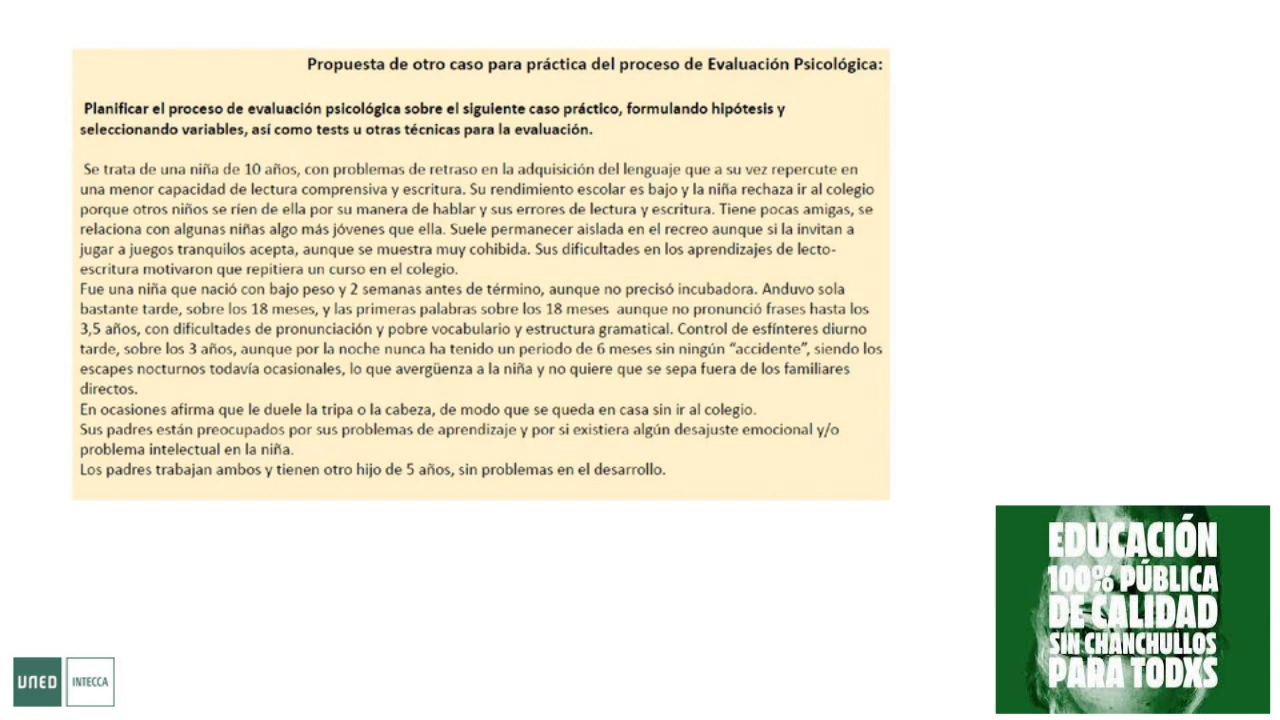 Propuesta de otro caso para práctica del proceso de Evaluación Psicológica:
Planificar el proceso de evaluación psicológica sobre el siguiente caso práctico, formulando hipótesis y
seleccionando variables, así como tests u otras técnicas para la evaluación.
Se trata de una niña de 10 años, con problemas de retraso en la adquisición del lenguaje que a su vez repercute en
una menor capacidad de lectura comprensiva y escritura. Su rendimiento escolar es bajo y la niña rechaza ir al colegio
porque otros niños se ríen de ella por su manera de hablar y sus errores de lectura y escritura. Tiene pocas amigas, se
relaciona con algunas niñas algo más jóvenes que ella. Suele permanecer aislada en el recreo aunque si la invitan a
jugar a juegos tranquilos acepta, aunque se muestra muy cohibida. Sus dificultades en los aprendizajes de lecto-
escritura motivaron que repitiera un curso en el colegio.
Fue una niña que nació con bajo peso y 2 semanas antes de término, aunque no precisó incubadora. Anduvo sola
bastante tarde, sobre los 18 meses, y las primeras palabras sobre los 18 meses aunque no pronunció frases hasta los
3,5 años, con dificultades de pronunciación y pobre vocabulario y estructura gramatical. Control de esfínteres diurno
tarde, sobre los 3 años, aunque por la noche nunca ha tenido un periodo de 6 meses sin ningún “accidente”, siendo los
escapes nocturnos todavía ocasionales, lo que avergüenza a la niña y no quiere que se sepa fuera de los familiares
directos.
En ocasiones afirma que le duele la tripa o la cabeza, de modo que se queda en casa sin ir al colegio.
Sus padres están preocupados por sus problemas de aprendizaje y por si existiera algún desajuste emocional y/o
problema intelectual en la niña.
Los padres trabajan ambos y tienen otro hijo de 5 años, sin problemas en el desarrollo.
EDUCACIÓN
100% PÚBLICA
DE CALIDAD
SIN CHANCHULLOS
PARA TODXS
UNED INTECCA